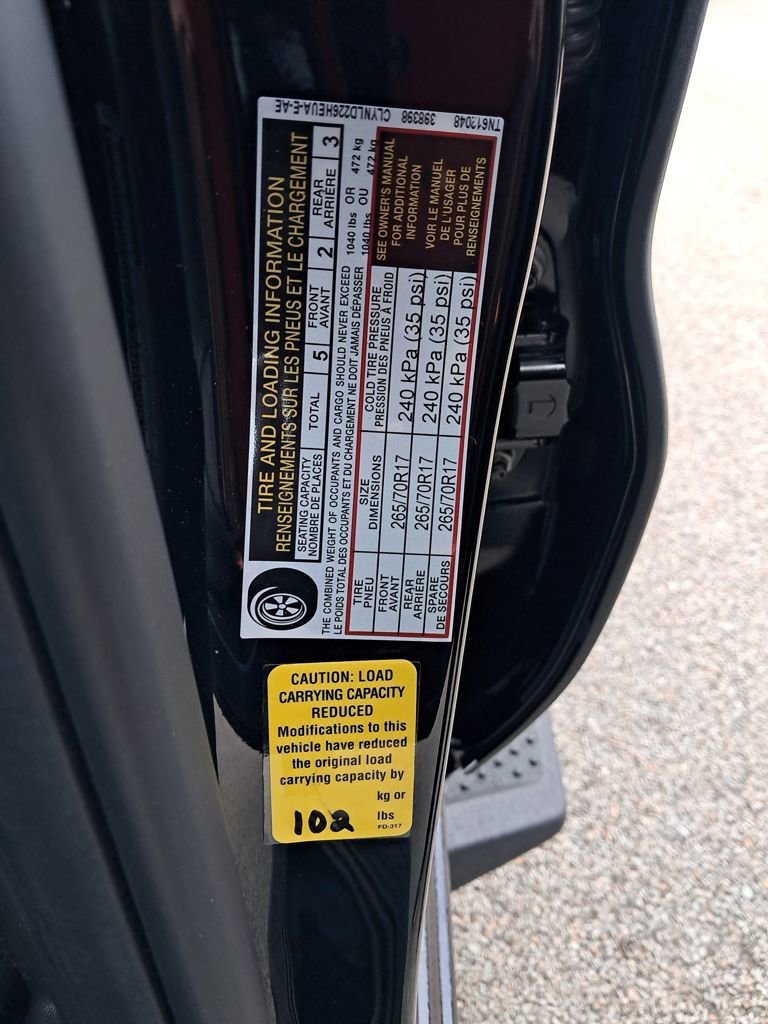 TIRE AND LOADING INFORMATION
RENSEIGNEMENTS SUR LES PNEUS ET LE CHARGEMENT
SEATING CAPACITY
NOMBRE DE PLACES
TOTAL 5
FRONT
AVANT
2
REAR
ARRIÈRE
3
THE COMBINED WEIGHT OF OCCUPANTS AND CARGO SHOULD NEVER EXCEED 1040 lbs OR 472 kg
LE POIDS TOTAL DES OCCUPANTS ET DU CHARGEMENT NE DOIT JAMAIS DÉPASSER 1040 lbs OU 472 kg
TIRE
PNEU
SIZE
DIMENSIONS
COLD TIRE PRESSURE
PRESSION DES PNEUS À FROID
FRONT
AVANT
265/70R17
240 kPa (35 psi)
REAR
ARRIÈRE
265/70R17
240 kPa (35 psi)
SPARE
DE SECOURS
265/70R17
240 kPa (35 psi)
SEE OWNER'S MANUAL
FOR ADDITIONAL
INFORMATION
VOIR LE MANUEL
DE L'USAGER
POUR PLUS DE
RENSEIGNEMENTS
398398 CLYNLD226HEUA-E-AE
CAUTION: LOAD
CARRYING CAPACITY
REDUCED
Modifications to this
vehicle have reduced
the original load
carrying capacity by
kg or
102 lbs
FD-317